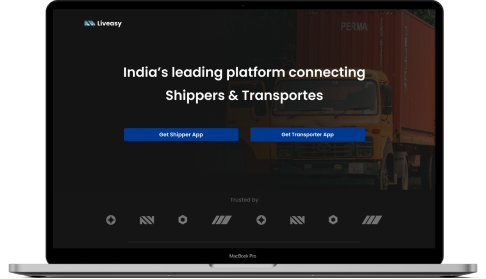 Liveasy
PERMA
India's leading platform connecting
Shippers & Transportes
Get Shipper App
Get Transporter App
Trusted by
MacBook Pro